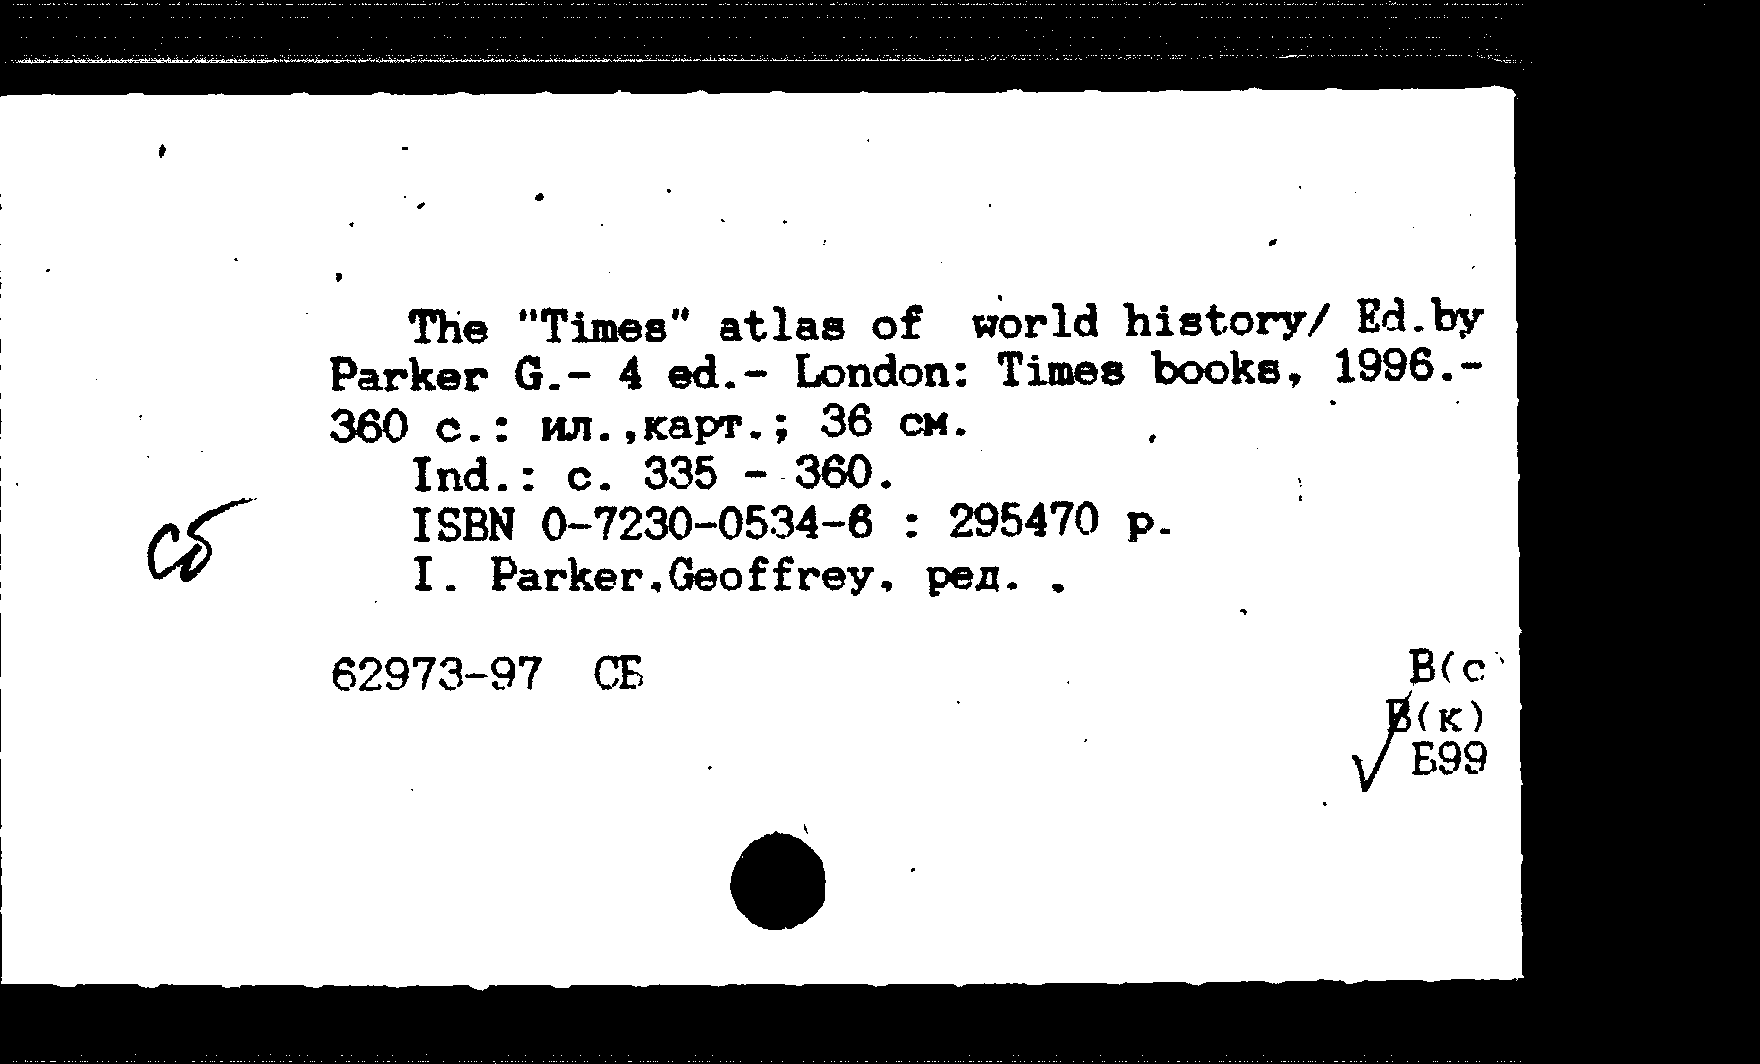 The "Times" atlas of world history/ Ed.by
Parker G.- 4 ed.- London: Times books, 1996.-
360 с.: ил.,карт.; 36 см.
Ind.: с. 335 - 360.
ISBN 0-7230-0534-6 : 295470 р.
I. Parker,Geoffrey, ред. .
сб
62973-97 СБ
В(с
В(к)
Б99